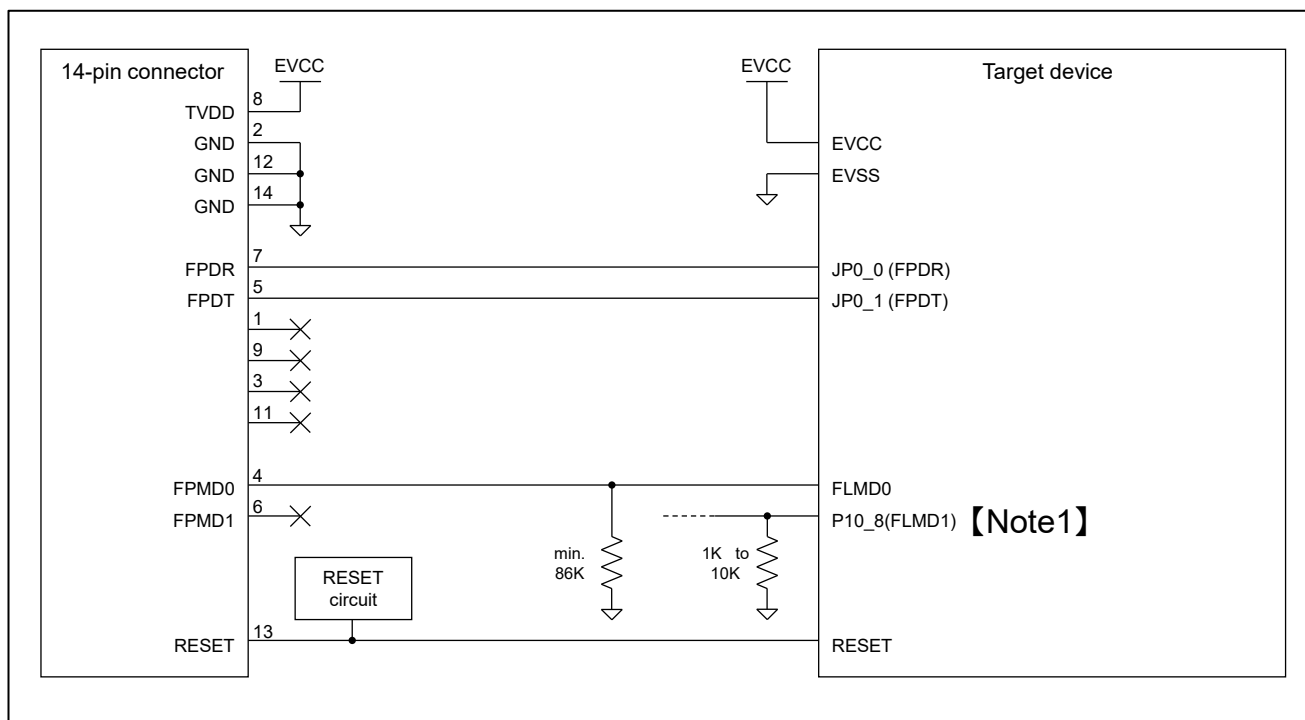 14-pin connector
EVCC
EVCC
Target device
TVDD
8
GND
2
GND
12
GND
14
EVCC
EVSS
FPDR
7
JP0_0 (FPDR)
FPDT
5
JP0_1 (FPDT)
1
9
3
11
FPMD0
4
FLMD0
FPMD1
6
P10_8(FLMD1)【Note1】
min.
86K
1K to
10K
RESET
circuit
RESET
13
RESET